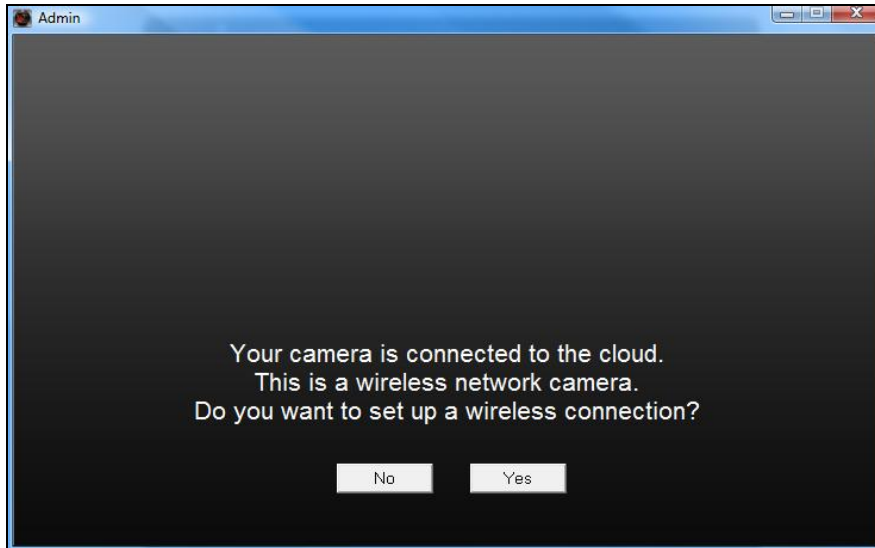 Admin
Your camera is connected to the cloud.
This is a wireless network camera.
Do you want to set up a wireless connection?
No Yes